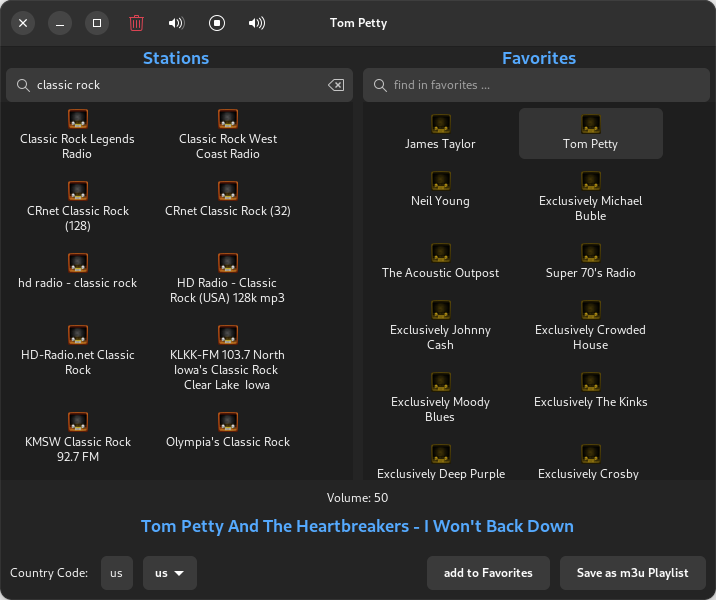 Tom Petty
Stations
Favorites
classic rock
find in favorites ...
Classic Rock Legends
Radio
Classic Rock West
Coast Radio
CRnet Classic Rock
(128)
CRnet Classic Rock (32)
hd radio - classic rock
HD Radio - Classic
Rock (USA) 128k mp3
HD-Radio.net Classic
Rock
KLKK-FM 103.7 North
Iowa's Classic Rock
Clear Lake Iowa
KMSW Classic Rock
92.7 FM
Olympia's Classic Rock
James Taylor
Tom Petty
Neil Young
Exclusively Michael
Buble
The Acoustic Outpost
Super 70's Radio
Exclusively Johnny
Cash
Exclusively Crowded
House
Exclusively Moody
Blues
Exclusively The Kinks
Exclusively Deep Purple
Exclusively Crosby
Volume: 50
Tom Petty And The Heartbreakers - I Won't Back Down
Country Code:
us
us
add to Favorites
Save as m3u Playlist